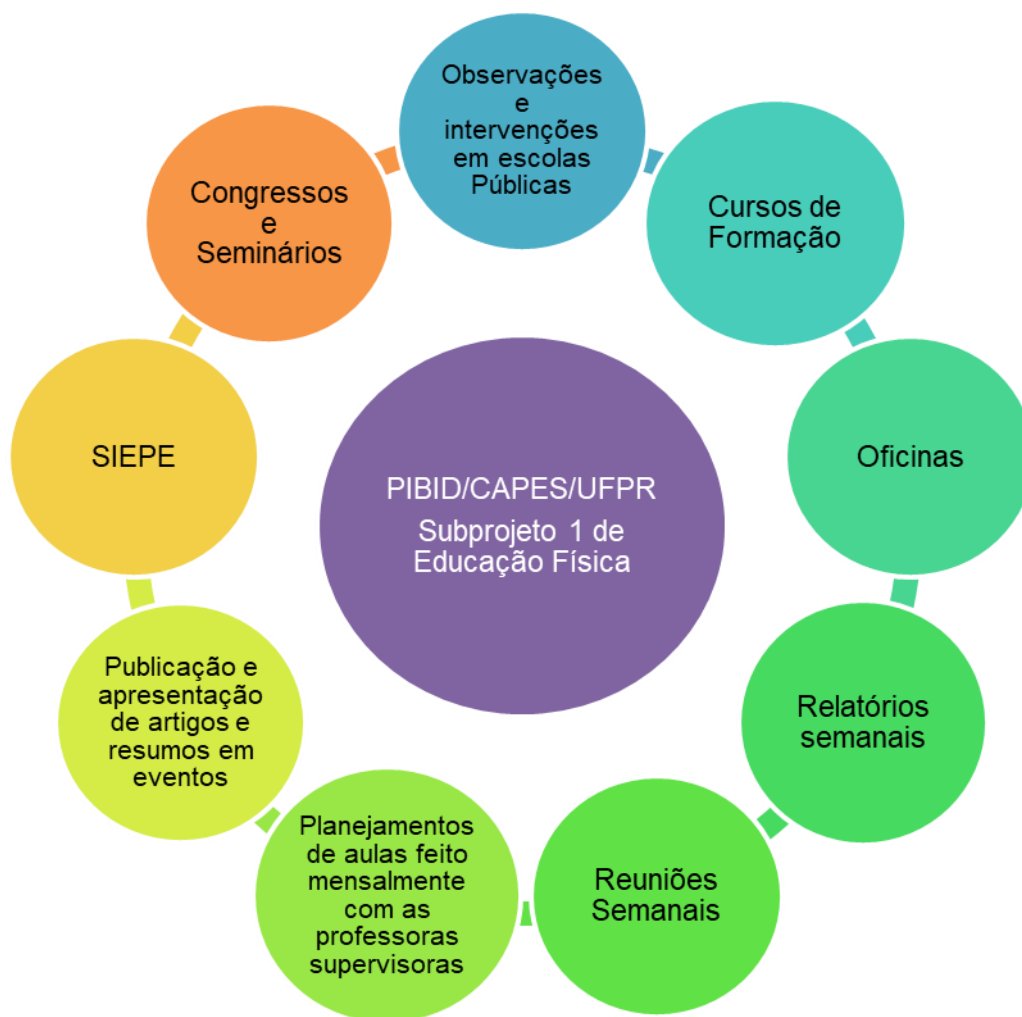 Observações
e
intervenções
em escolas
Públicas
Cursos de
Formação
Oficinas
Relatórios
semanais
Reuniões
Semanais
Planejamentos
de aulas feito
mensalmente
com as
professoras
supervisoras
Publicação e
apresentação
de artigos e
resumos em
eventos
SIEPE
Congressos
e
Seminários
PIBID/CAPES/UFPR
Subprojeto 1 de
Educação Física